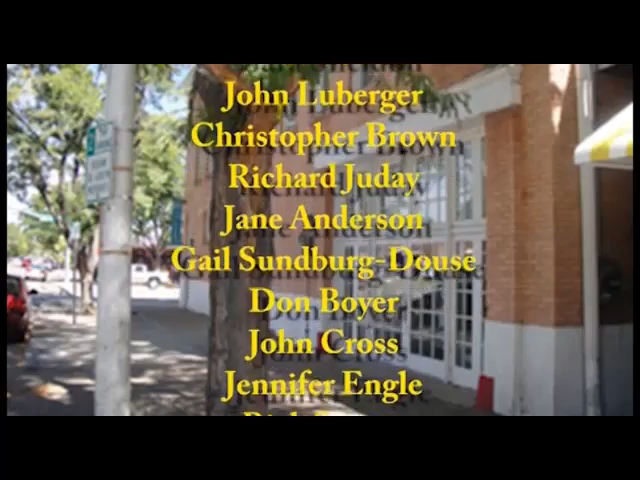 John Luberger
Christopher Brown
Richard Juday
Jane Anderson
Gail Sundburg-Douse
Don Boyer
John Cross
Jennifer Engle